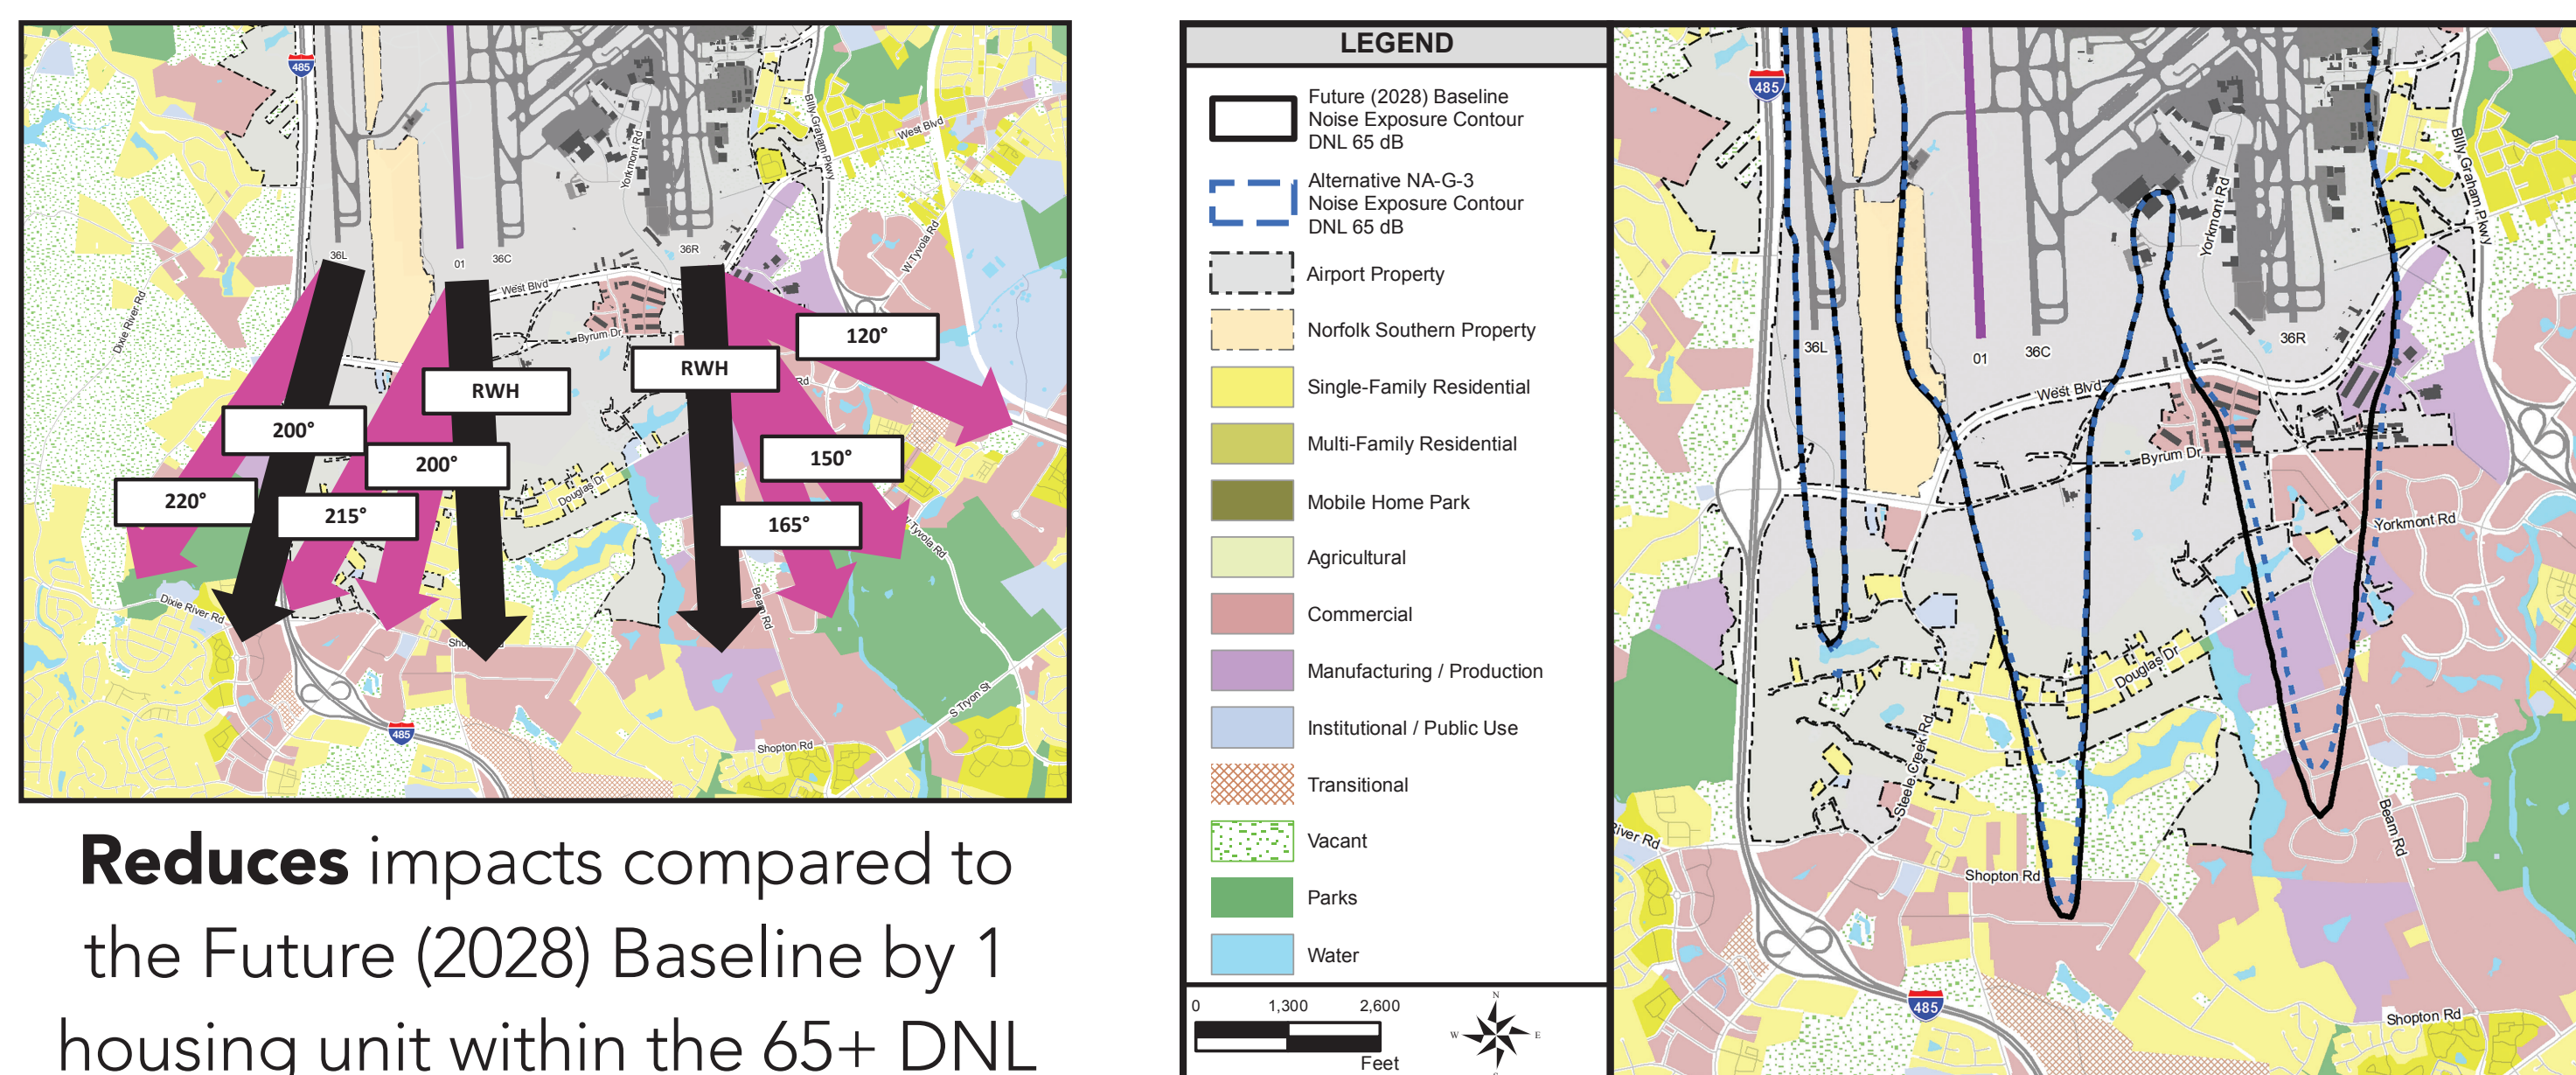 485
36L
01
36C
36R
Yorkmont Rd
Billy Graham Pkwy
West Blvd
W Tyvola Rd
Dixie River Rd
West Blvd
Byrum Dr
120°
RWH
RWH
Rd
200°
200°
150°
220°
215°
165°
Douglas Dr
Tyvola Rd
Dixie River Rd
Beam Rd
S Tryon St
485
Shopton Rd
Reduces impacts compared to
the Future (2028) Baseline by 1
housing unit within the 65+ DNL
LEGEND
Future (2028) Baseline
Noise Exposure Contour
DNL 65 dB
Alternative NA-G-3
Noise Exposure Contour
DNL 65 dB
Airport Property
Norfolk Southern Property
Single-Family Residential
Multi-Family Residential
Mobile Home Park
Agricultural
Commercial
Manufacturing / Production
Institutional / Public Use
Transitional
Vacant
Parks
Water
0 1,300 2,600
Feet
N
W E
485
Billy Graham Pkwy
Yorkmont Rd
36L
01
36C
36R
West Blvd
Byrum Dr
Yorkmont Rd
Douglas Dr
Steele Creek Rd
River Rd
Beam Rd
Shopton Rd
485
Shopton Rd